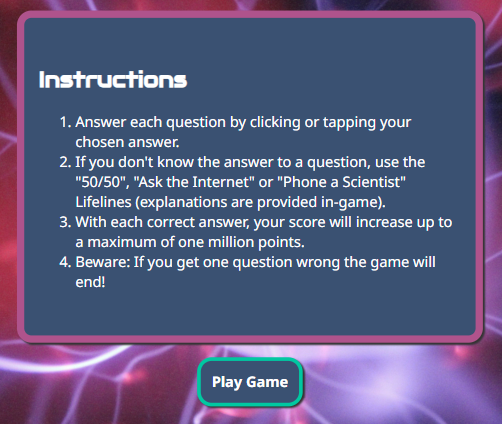 Instructions
1. Answer each question by clicking or tapping your
chosen answer.
2. If you don't know the answer to a question, use the
"50/50", "Ask the Internet" or "Phone a Scientist"
Lifelines (explanations are provided in-game).
3. With each correct answer, your score will increase up to
a maximum of one million points.
4. Beware: If you get one question wrong the game will
end!
Play Game